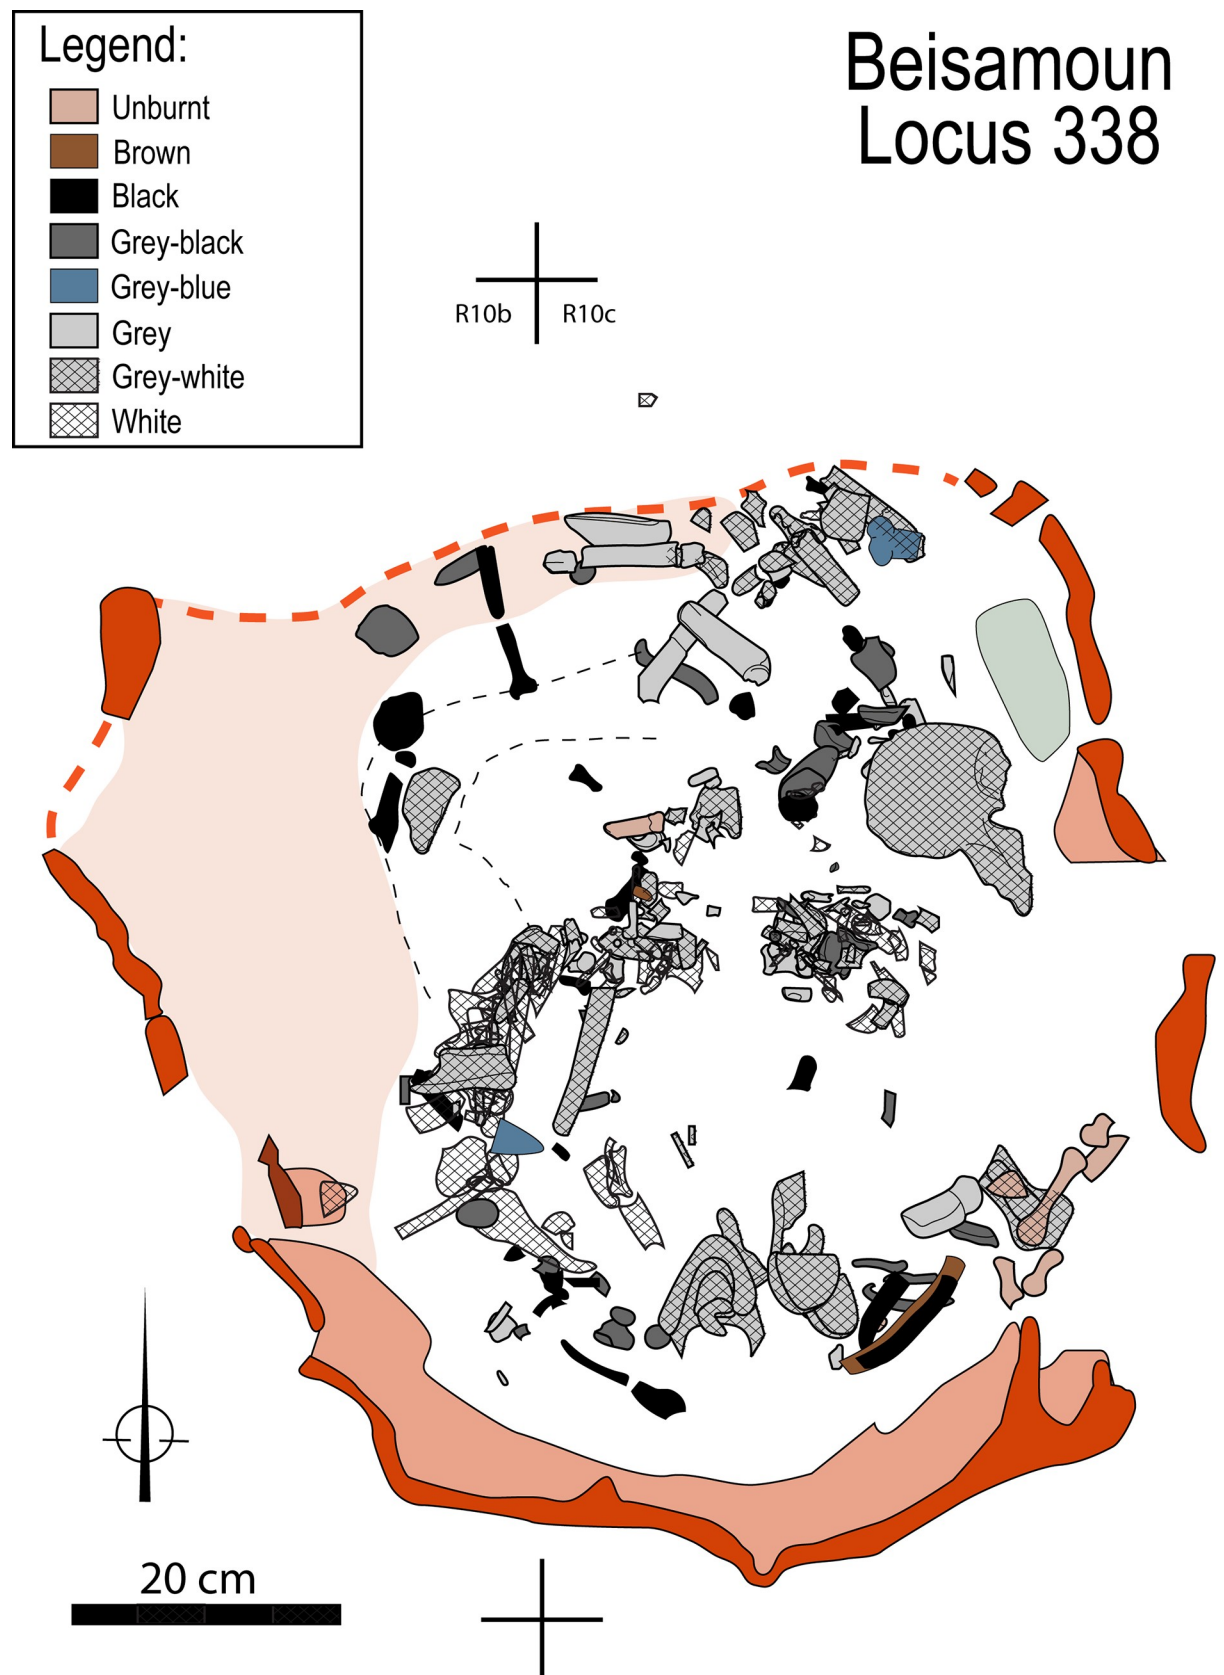 Legend:
Unburnt
Brown
Black
Grey-black
Grey-blue
Grey
Grey-white
White
Beisamoun
Locus 338
R10b
R10c
20 cm